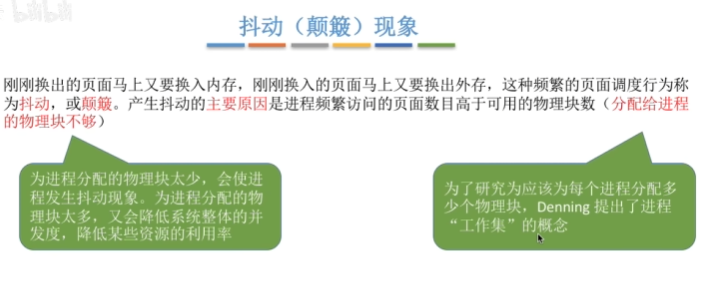 bilibili
抖动（颠簸）现象
刚刚换出的页面马上又要换入内存，刚刚换入的页面马上又要换出外存，这种频繁的页面调度行为称
为抖动，或颠簸。产生抖动的主要原因是进程频繁访问的页面数目高于可用的物理块数（分配给进程
的物理块不够）
为进程分配的物理块太少，会使进
程发生抖动现象。为进程分配的物
理块太多，又会降低系统整体的并
发度，降低某些资源的利用率
为了研究为应该为每个进程分配多
少个物理块，Denning 提出了进程
“工作集”的概念